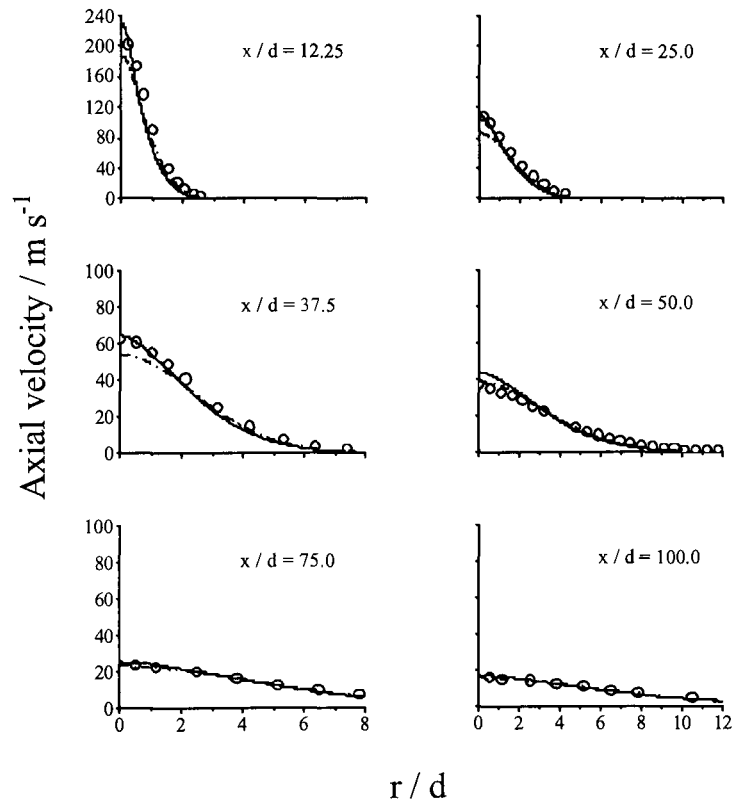 240
200
160
120
80
40
0
x / d = 12.25
x / d = 25.0
Axial velocity / m s⁻¹
100
80
60
40
20
0
x / d = 37.5
x / d = 50.0
100
80
60
40
20
0
x / d = 75.0
x / d = 100.0
0 2 4 6 8
0 2 4 6 8 10 12
r / d